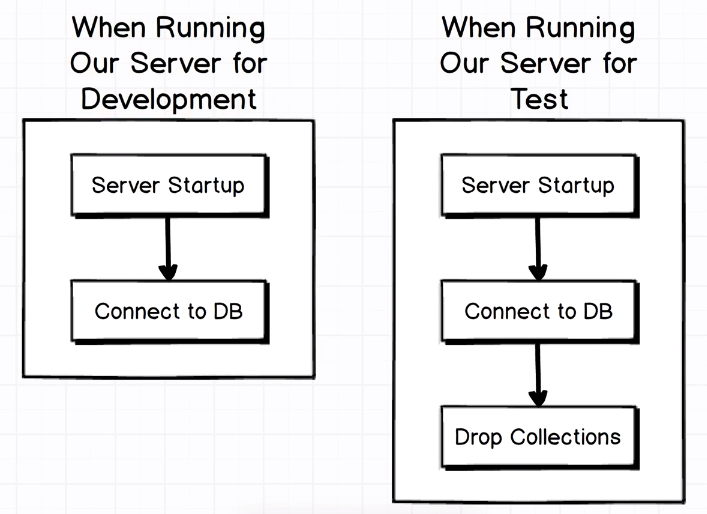 When Running
Our Server for
Development
Server Startup
Connect to DB
When Running
Our Server for
Test
Server Startup
Connect to DB
Drop Collections